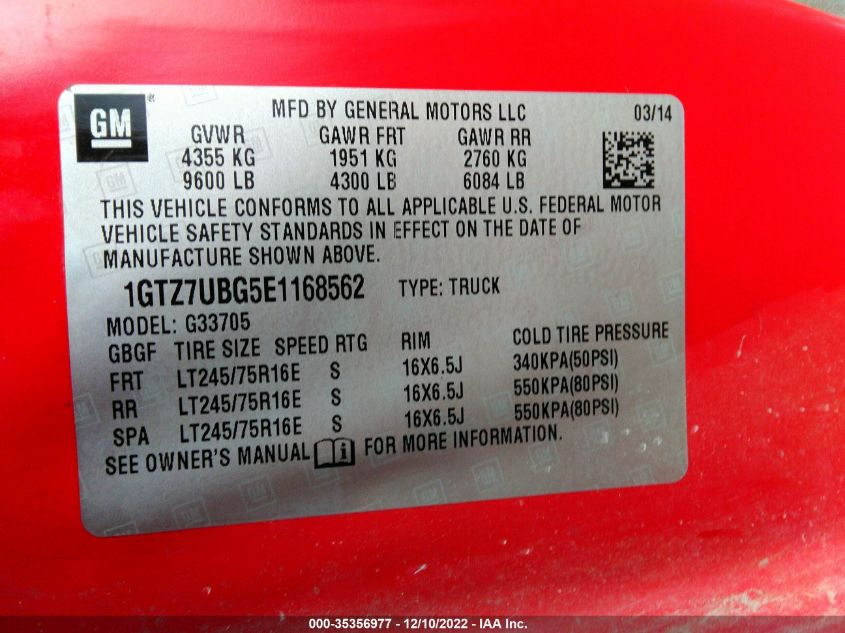 GM
MFD BY GENERAL MOTORS LLC 03/14
GVWR GAWR FRT GAWR RR
4355 KG 1951 KG 2760 KG
9600 LB 4300 LB 6084 LB
THIS VEHICLE CONFORMS TO ALL APPLICABLE U.S. FEDERAL MOTOR
VEHICLE SAFETY STANDARDS IN EFFECT ON THE DATE OF
MANUFACTURE SHOWN ABOVE.
1GTZ7UBG5E1168562 TYPE: TRUCK
MODEL: G33705
GBGF TIRE SIZE SPEED RTG RIM COLD TIRE PRESSURE
FRT LT245/75R16E S 16X6.5J 340KPA(50PSI)
RR LT245/75R16E S 16X6.5J 550KPA(80PSI)
SPA LT245/75R16E S 16X6.5J 550KPA(80PSI)
SEE OWNER'S MANUAL i FOR MORE INFORMATION.
000-35356977 - 12/10/2022 - IAA Inc.